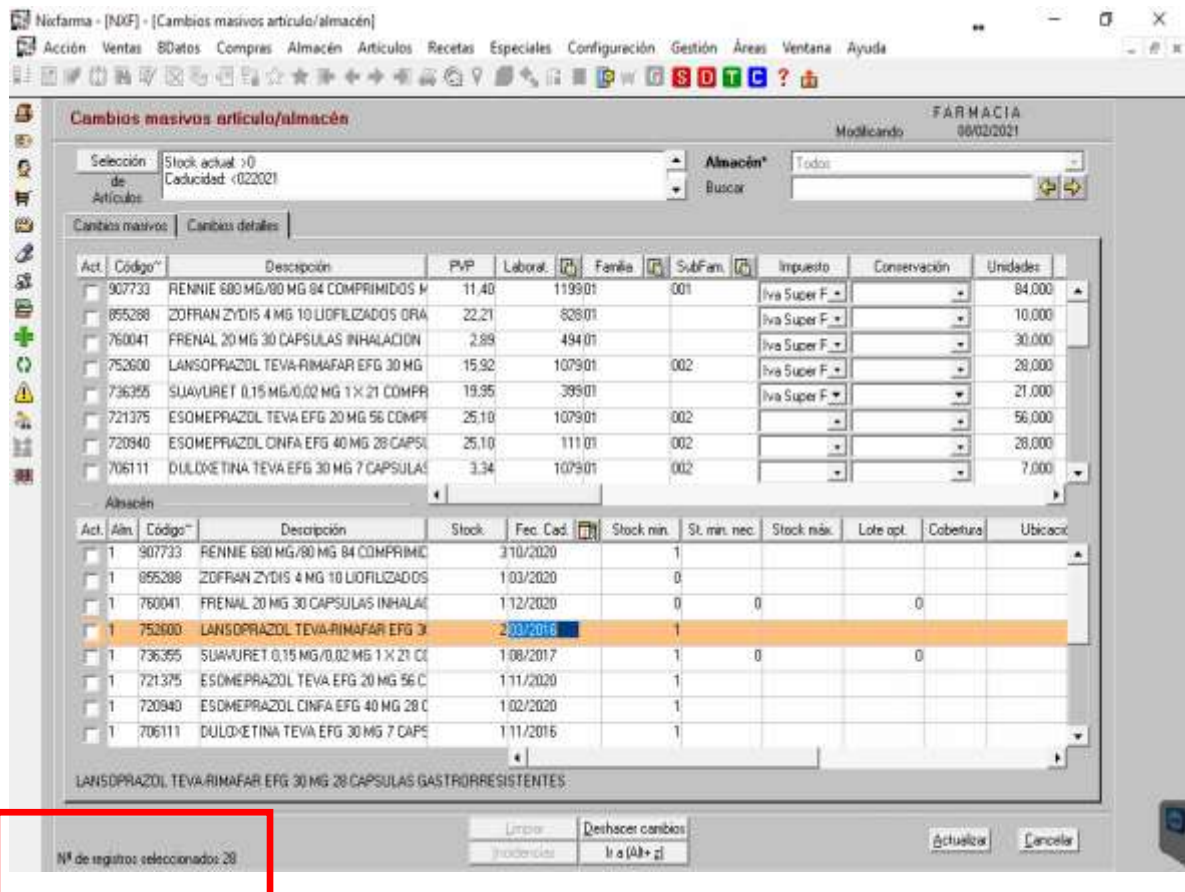 Nixfarma - [NXF] - [Cambios masivos artículo/almacén]
Acción Ventas BDatos Compras Almacén Artículos Recetas Especiales Configuración Gestión Áreas Ventana Ayuda
S D T C ?
Cambios masivos artículo/almacén
FARMACIA
Modificando 08/02/2021
Selección de Artículos
Stock actual: >0
Caducidad: <022021
Almacén* Todos
Buscar
Cambios masivos Cambios detalles
Act. Código Descripción PVP Laborat. Familia SubFam. Impuesto Conservación Unidades
907733 RENNIE 680 MG/80 MG 84 COMPRIMIDOS M 11,40 1199 01 001 Iva Super F 84,000
855288 ZOFRAN ZYDIS 4 MG 10 LIOFILIZADOS ORA 22,21 828 01 Iva Super F 10,000
760041 FRENAL 20 MG 30 CAPSULAS INHALACION 2,89 494 01 Iva Super F 30,000
752600 LANSOPRAZOL TEVA-RIMAFAR EFG 30 MG 15,92 1079 01 002 Iva Super F 28,000
736355 SUAVURET 0,15 MG/0,02 MG 1 X 21 COMPR 19,95 399 01 Iva Super F 21,000
721375 ESOMEPRAZOL TEVA EFG 20 MG 56 COMPF 25,10 1079 01 002 56,000
720940 ESOMEPRAZOL CINFA EFG 40 MG 28 CAPSU 25,10 111 01 002 28,000
706111 DULOXETINA TEVA EFG 30 MG 7 CAPSULAS 3,34 1079 01 002 7,000
Almacén
Act. Alm. Código Descripción Stock Fec. Cad. Stock mín. St. mín. nec. Stock máx. Lote opt. Cobertura Ubicació
1 907733 RENNIE 680 MG/80 MG 84 COMPRIMIC 3 10/2020 1
1 855288 ZOFRAN ZYDIS 4 MG 10 LIOFILIZADOS 1 03/2020 0
1 760041 FRENAL 20 MG 30 CAPSULAS INHALAC 1 12/2020 0 0 0
1 752600 LANSOPRAZOL TEVA-RIMAFAR EFG 3 2 03/2016 1
1 736355 SUAVURET 0,15 MG/0,02 MG 1 X 21 CC 1 08/2017 1 0 0
1 721375 ESOMEPRAZOL TEVA EFG 20 MG 56 C 1 11/2020 1
1 720940 ESOMEPRAZOL CINFA EFG 40 MG 28 C 1 02/2020 1
1 706111 DULOXETINA TEVA EFG 30 MG 7 CAPS 1 11/2016 1
LANSOPRAZOL TEVA-RIMAFAR EFG 30 MG 28 CAPSULAS GASTRORRESISTENTES
Limpiar Deshacer cambios
Incidencias Ir a (Alt+ z)
Actualizar Cancelar
Nº de registros seleccionados 28